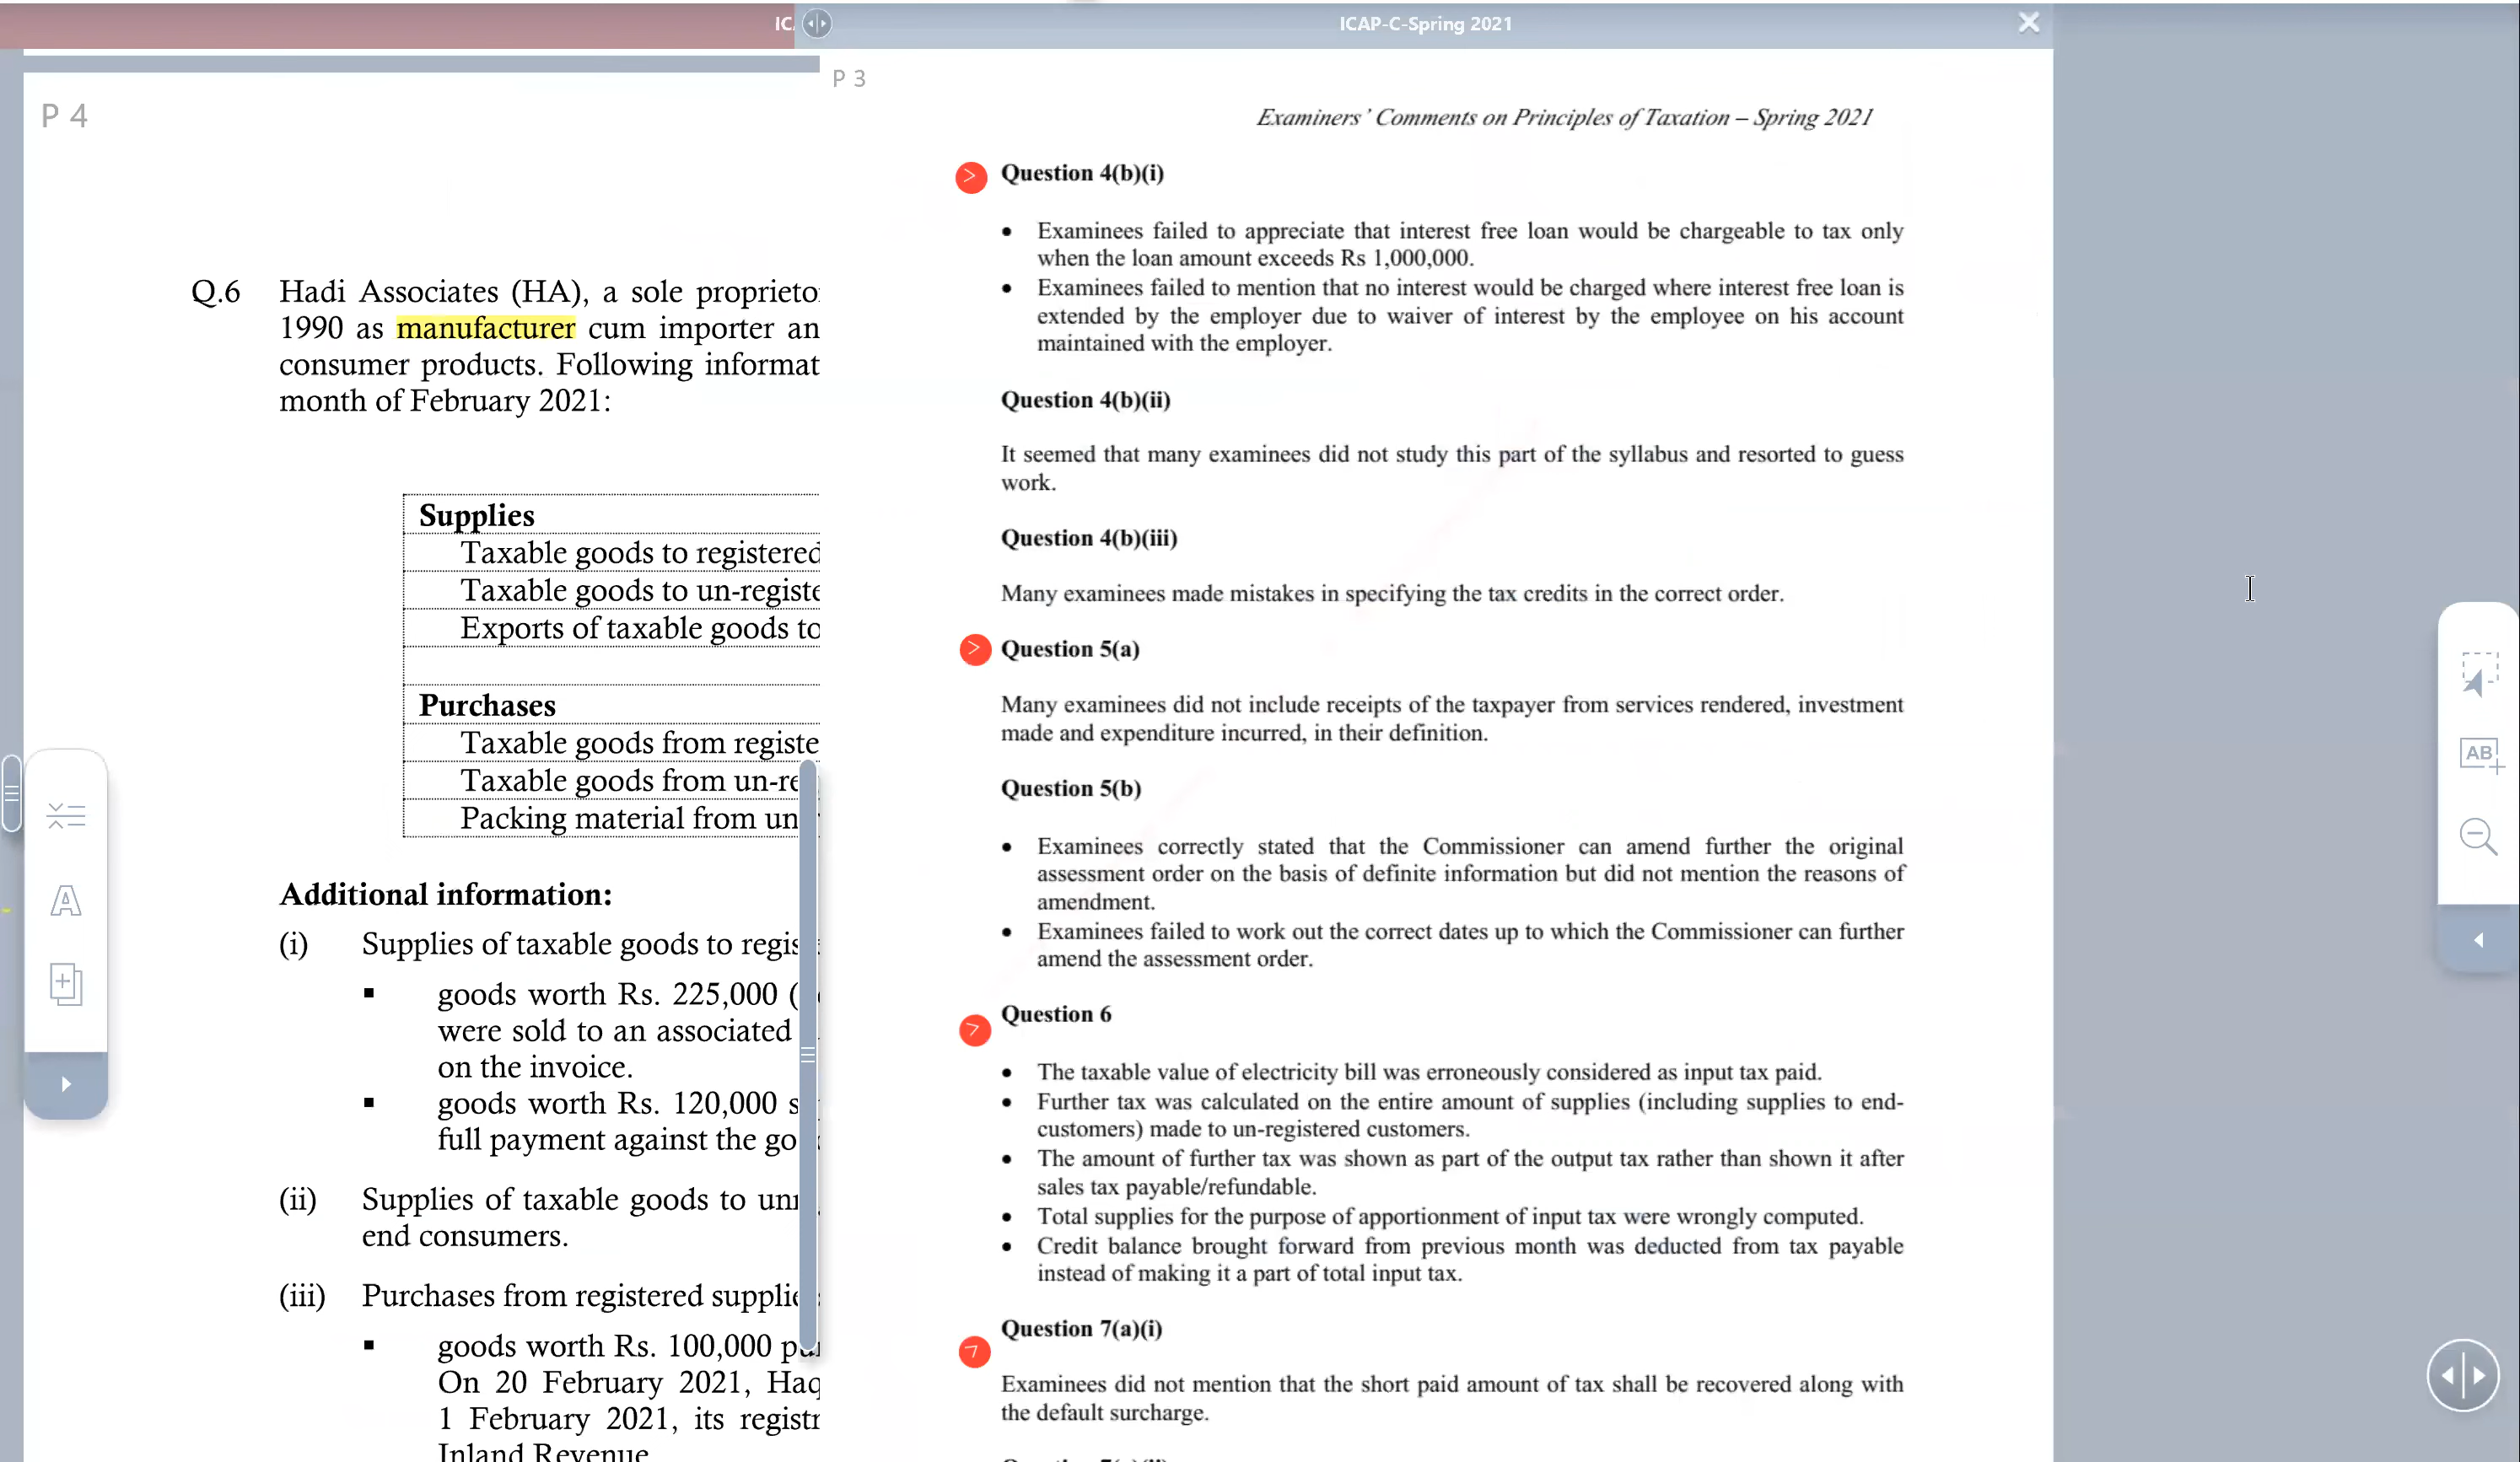 IC
ICAP-C-Spring 2021
P 4
Q.6 Hadi Associates (HA), a sole
1990 as manufacturer cum importer
consumer products. Following
month of February 2021:
Supplies
Taxable goods to registered
Taxable goods to
Exports of taxable goods to
Purchases
Taxable goods from
Taxable goods from
Packing material from
Additional information:
(i) Supplies of taxable goods to
▪ goods worth Rs. 225,000 (
were sold to an associated
on the invoice.
▪ goods worth Rs. 120,000
full payment against the
(ii) Supplies of taxable goods to
end consumers.
(iii) Purchases from registered
▪ goods worth Rs. 100,000
On 20 February 2021,
1 February 2021, its
Inland Revenue
P 3
Examiners' Comments on Principles of Taxation – Spring 2021
Question 4(b)(i)
• Examinees failed to appreciate that interest free loan would be chargeable to tax only
when the loan amount exceeds Rs 1,000,000.
• Examinees failed to mention that no interest would be charged where interest free loan is
extended by the employer due to waiver of interest by the employee on his account
maintained with the employer.
Question 4(b)(ii)
It seemed that many examinees did not study this part of the syllabus and resorted to guess
work.
Question 4(b)(iii)
Many examinees made mistakes in specifying the tax credits in the correct order.
Question 5(a)
Many examinees did not include receipts of the taxpayer from services rendered, investment
made and expenditure incurred, in their definition.
Question 5(b)
• Examinees correctly stated that the Commissioner can amend further the original
assessment order on the basis of definite information but did not mention the reasons of
amendment.
• Examinees failed to work out the correct dates up to which the Commissioner can further
amend the assessment order.
Question 6
• The taxable value of electricity bill was erroneously considered as input tax paid.
• Further tax was calculated on the entire amount of supplies (including supplies to end-
customers) made to un-registered customers.
• The amount of further tax was shown as part of the output tax rather than shown it after
sales tax payable/refundable.
• Total supplies for the purpose of apportionment of input tax were wrongly computed.
• Credit balance brought forward from previous month was deducted from tax payable
instead of making it a part of total input tax.
Question 7(a)(i)
Examinees did not mention that the short paid amount of tax shall be recovered along with
the default surcharge.
A
AB